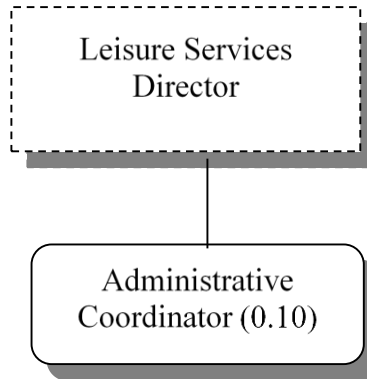 Leisure Services
Director
Administrative
Coordinator (0.10)